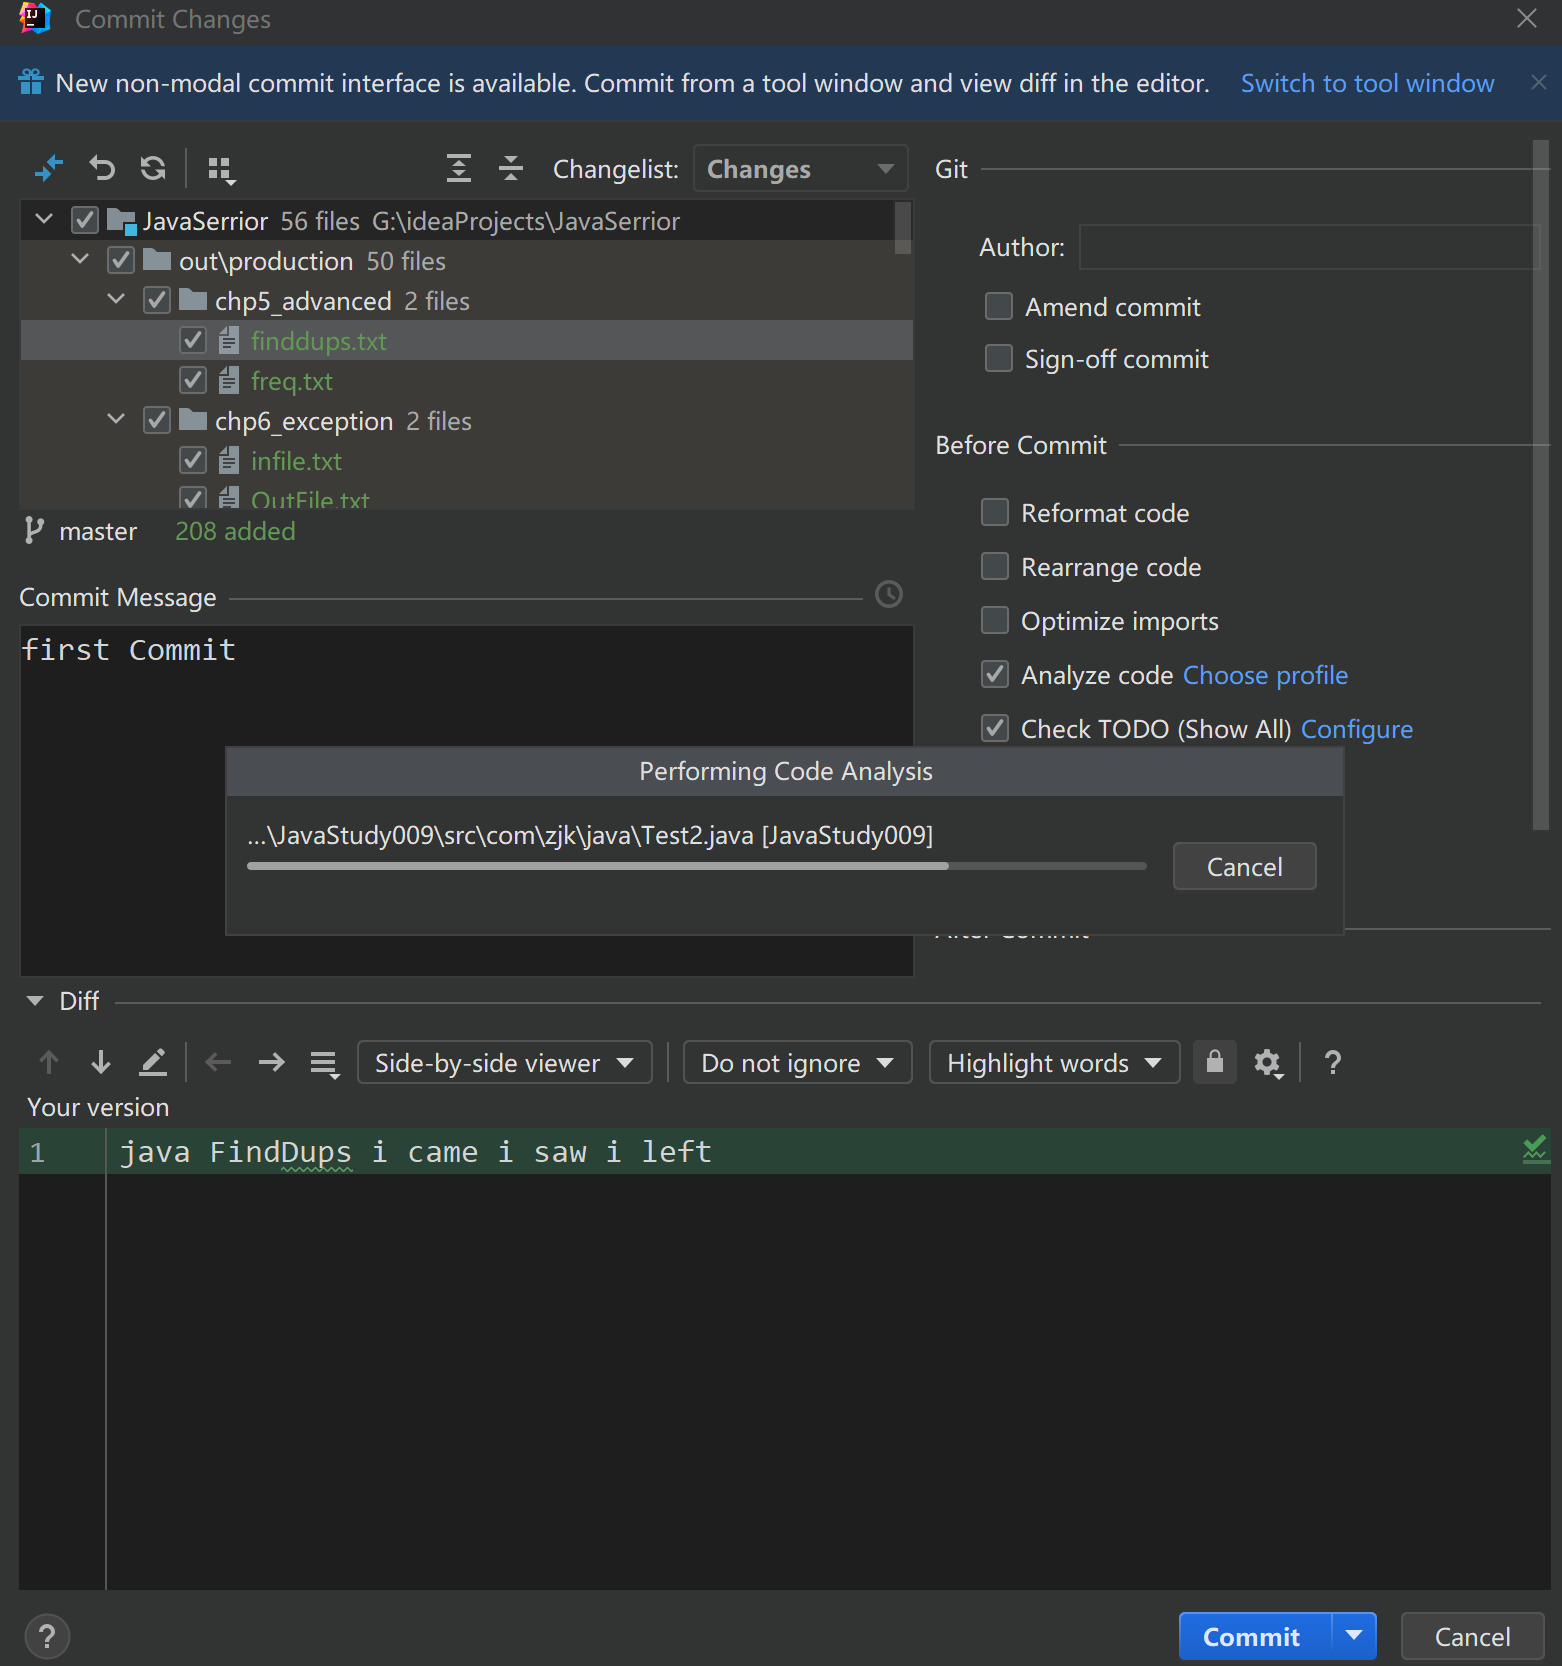 Commit Changes
New non-modal commit interface is available. Commit from a tool window and view diff in the editor. Switch to tool window
Changelist: Changes
JavaSerrior 56 files G:\ideaProjects\JavaSerrior
out\production 50 files
chp5_advanced 2 files
finddups.txt
freq.txt
chp6_exception 2 files
infile.txt
OutFile.txt
master 208 added
Commit Message
first Commit
Git
Author:
Amend commit
Sign-off commit
Before Commit
Reformat code
Rearrange code
Optimize imports
Analyze code Choose profile
Check TODO (Show All) Configure
Performing Code Analysis
...\JavaStudy009\src\com\zjk\java\Test2.java [JavaStudy009]
Cancel
After Commit
Diff
Side-by-side viewer Do not ignore Highlight words ?
Your version
1 java FindDups i came i saw i left
? Commit Cancel